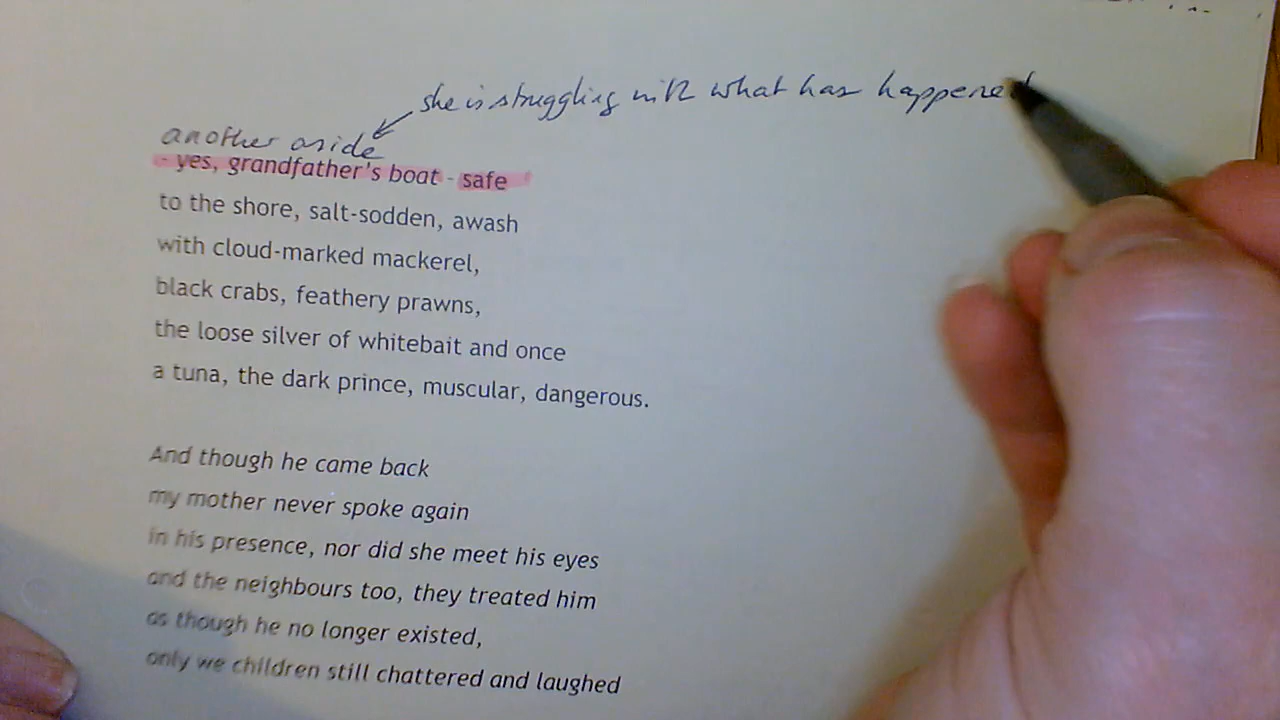 she is struggling with what has happened
another aside
- yes, grandfather's boat - safe
to the shore, salt-sodden, awash
with cloud-marked mackerel,
black crabs, feathery prawns,
the loose silver of whitebait and once
a tuna, the dark prince, muscular, dangerous.
And though he came back
my mother never spoke again
in his presence, nor did she meet his eyes
and the neighbours too, they treated him
as though he no longer existed,
only we children still chattered and laughed